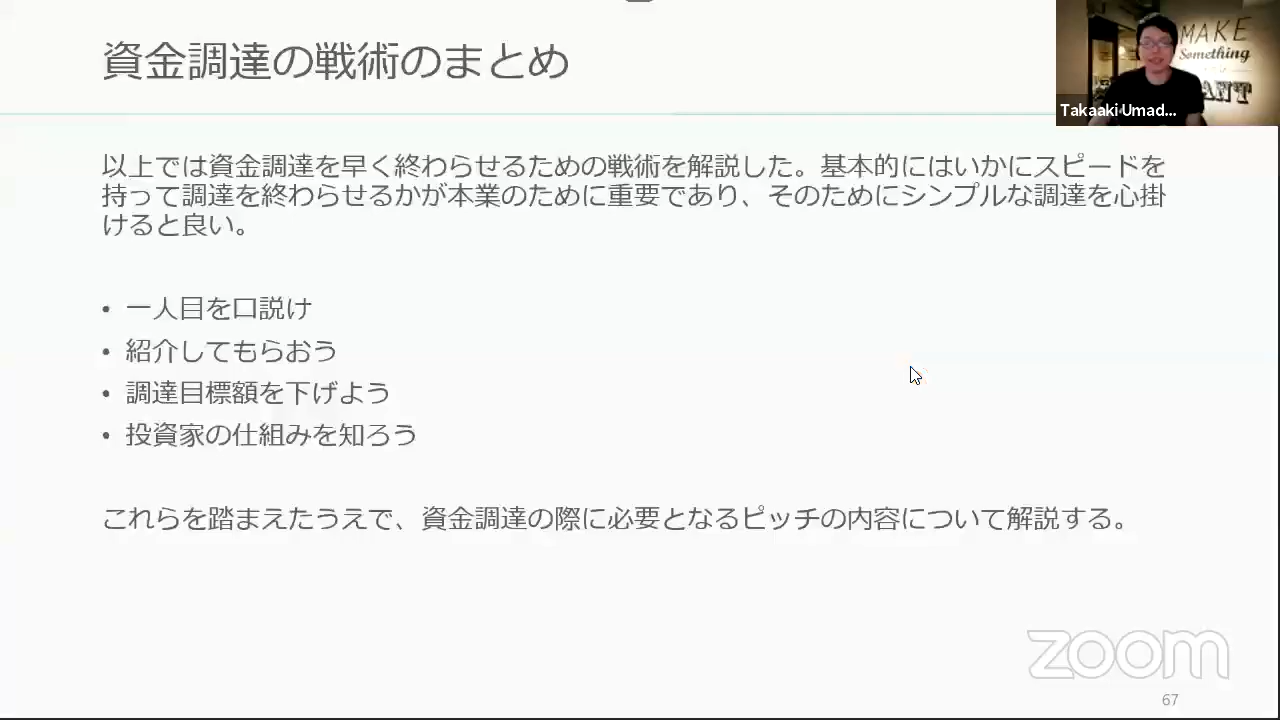 資金調達の戦術のまとめ
MAKE
Something
ANT
Takaaki Umad...
以上では資金調達を早く終わらせるための戦術を解説した。基本的にはいかにスピードを
持って調達を終わらせるかが本業のために重要であり、そのためにシンプルな調達を心掛
けると良い。
• 一人目を口説け
• 紹介してもらおう
• 調達目標額を下げよう
• 投資家の仕組みを知ろう
これらを踏まえたうえで、資金調達の際に必要となるピッチの内容について解説する。
zoom
67